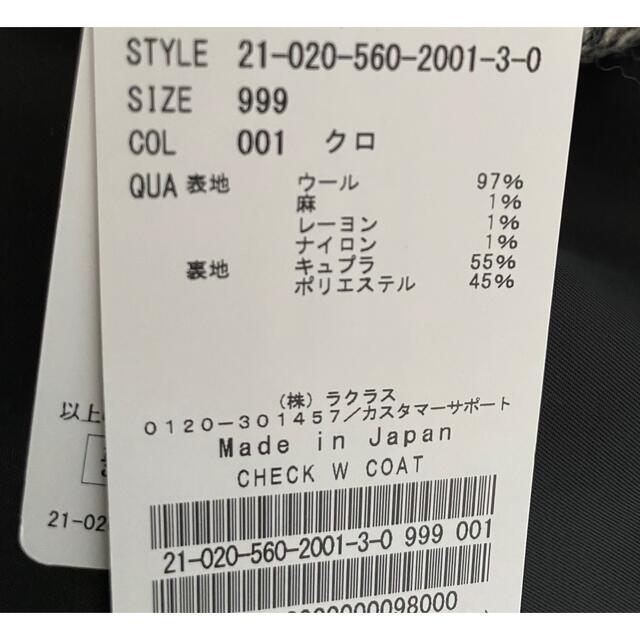 STYLE 21-020-560-2001-3-0
SIZE 999
COL 001 クロ
QUA 表地 ウール 97%
麻 1%
レーヨン 1%
ナイロン 1%
裏地 キュプラ 55%
ポリエステル 45%
(株) ラクラス
0120-301457/カスタマーサポート
Made in Japan
CHECK W COAT
21-020-560-2001-3-0 999 001
0000000098000
以上
21-02